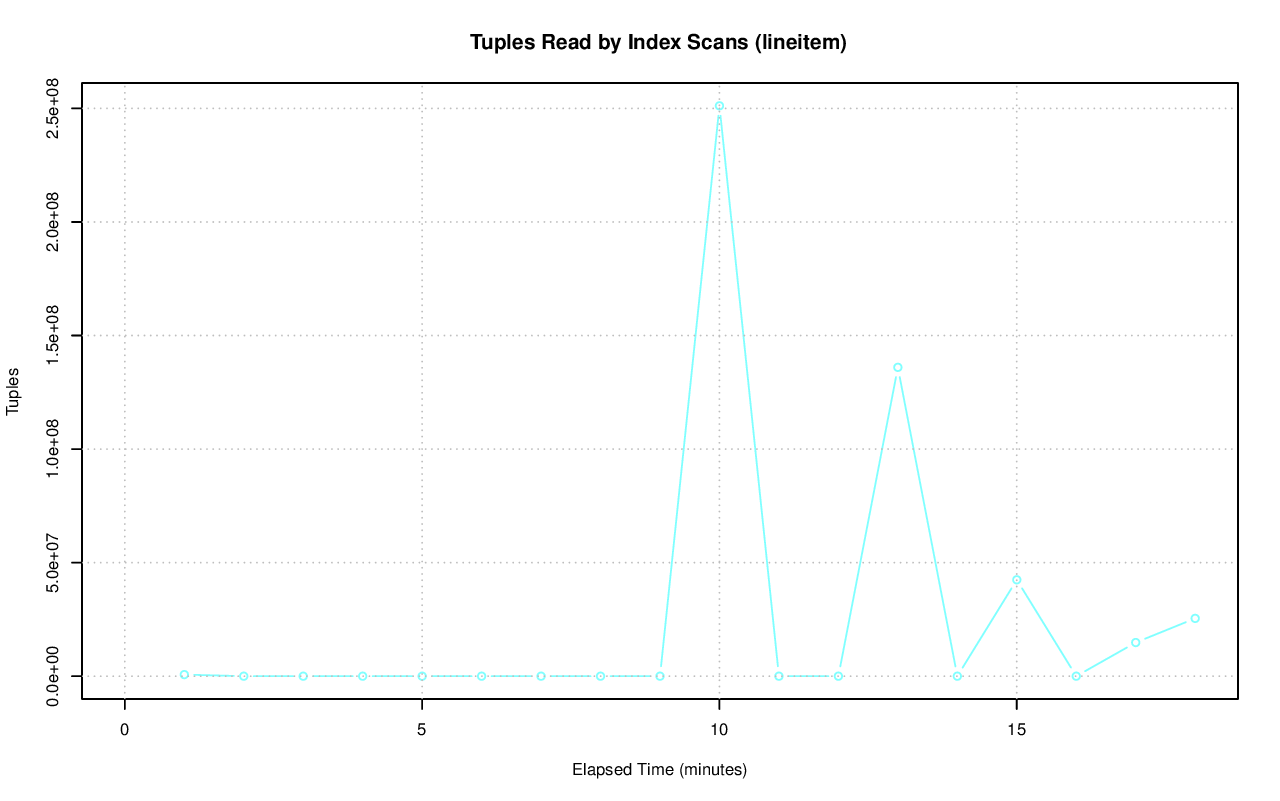 Tuples Read by Index Scans (lineitem)
2.5e+08
2.0e+08
1.5e+08
1.0e+08
5.0e+07
0.0e+00
Tuples
0 5 10 15
Elapsed Time (minutes)